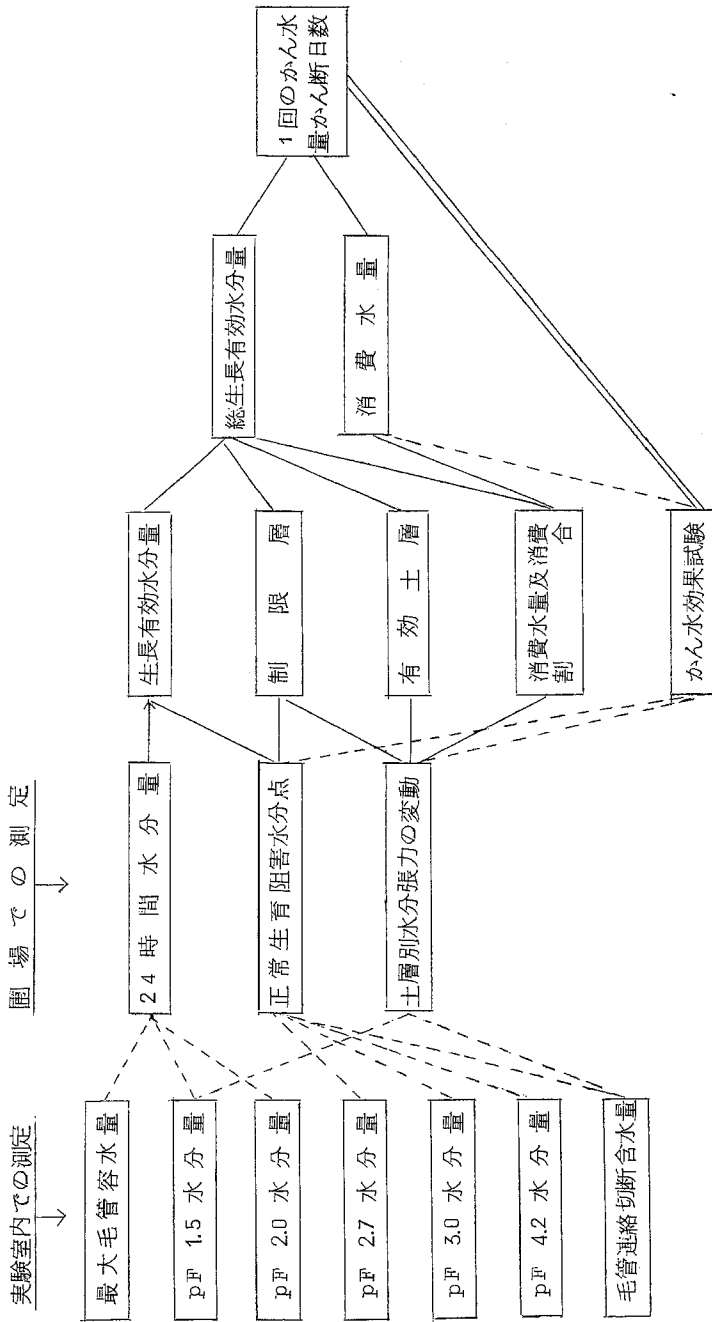 実験室内での測定
最大毛管容水量
pF 1.5 水分量
pF 2.0 水分量
pF 2.7 水分量
pF 3.0 水分量
pF 4.2 水分量
毛管連絡切断含水量
圃場での測定
24時間水分量
正常生育阻害水分点
土層別水分張力の変動
生長有効水分量
制限層
有効土層
消費水量及消費
割合
かん水効果試験
総生長有効水分量
消費水量
1回のかん水
量かん断日数